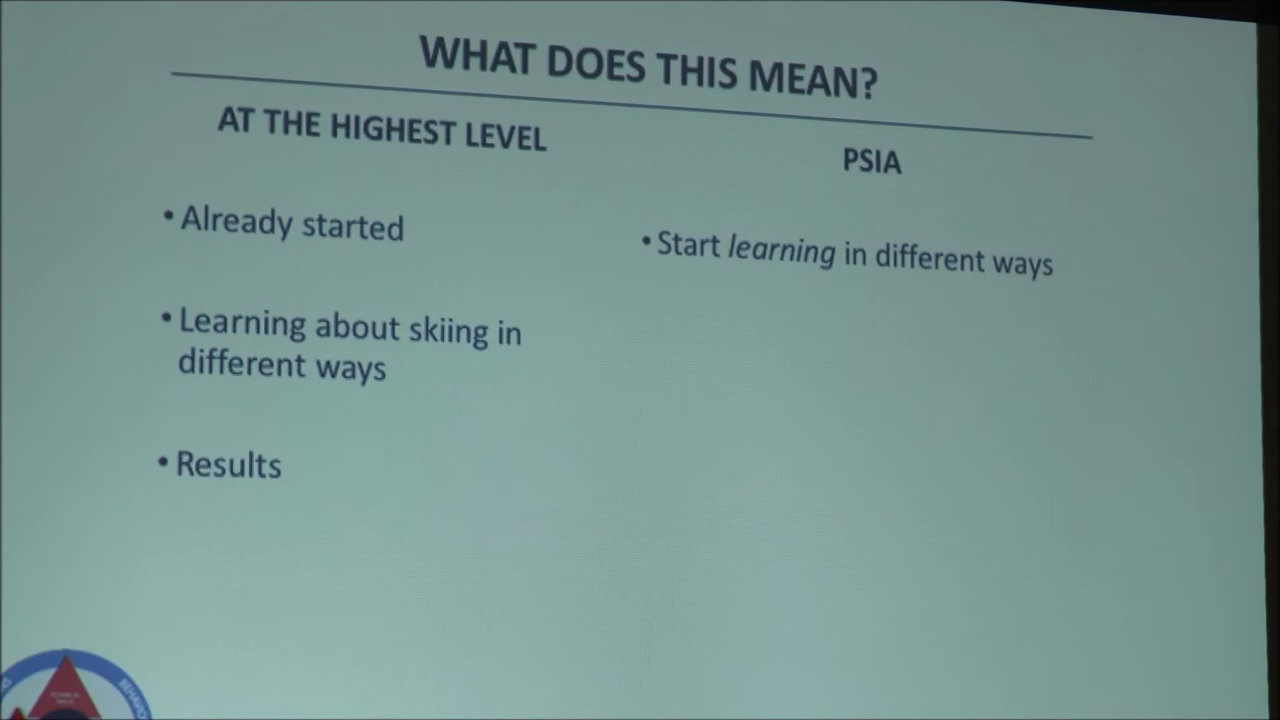 WHAT DOES THIS MEAN?
AT THE HIGHEST LEVEL
• Already started
• Learning about skiing in
different ways
• Results
PSIA
• Start learning in different ways